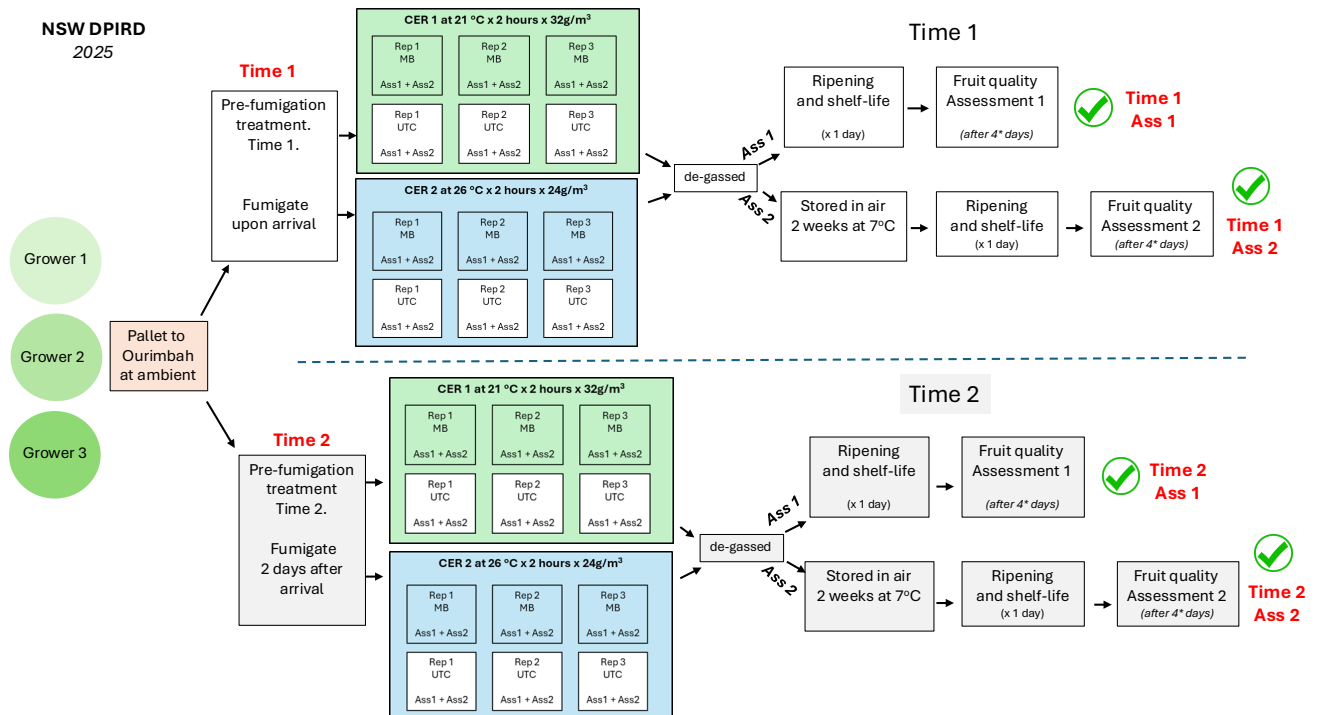 NSW DPIRD
2025
Grower 1
Grower 2
Grower 3
Pallet to
Ourimbah
at ambient
Time 1
Pre-fumigation
treatment.
Time 1.
Fumigate
upon arrival
CER 1 at 21 ºC x 2 hours x 32g/m³
Rep 1
MB
Ass1 + Ass2
Rep 2
MB
Ass1 + Ass2
Rep 3
MB
Ass1 + Ass2
Rep 1
UTC
Ass1 + Ass2
Rep 2
UTC
Ass1 + Ass2
Rep 3
UTC
Ass1 + Ass2
CER 2 at 26 ºC x 2 hours x 24g/m³
Rep 1
MB
Ass1 + Ass2
Rep 2
MB
Ass1 + Ass2
Rep 3
MB
Ass1 + Ass2
Rep 1
UTC
Ass1 + Ass2
Rep 2
UTC
Ass1 + Ass2
Rep 3
UTC
Ass1 + Ass2
de-gassed
Time 1
Ass 1
Ripening
and shelf-life
(x 1 day)
Fruit quality
Assessment 1
(after 4* days)
Time 1
Ass 1
Ass 2
Stored in air
2 weeks at 7ºC
Ripening
and shelf-life
(x 1 day)
Fruit quality
Assessment 2
(after 4* days)
Time 1
Ass 2
Time 2
Pre-fumigation
treatment
Time 2.
Fumigate
2 days after
arrival
CER 1 at 21 ºC x 2 hours x 32g/m³
Rep 1
MB
Ass1 + Ass2
Rep 2
MB
Ass1 + Ass2
Rep 3
MB
Ass1 + Ass2
Rep 1
UTC
Ass1 + Ass2
Rep 2
UTC
Ass1 + Ass2
Rep 3
UTC
Ass1 + Ass2
CER 2 at 26 ºC x 2 hours x 24g/m³
Rep 1
MB
Ass1 + Ass2
Rep 2
MB
Ass1 + Ass2
Rep 3
MB
Ass1 + Ass2
Rep 1
UTC
Ass1 + Ass2
Rep 2
UTC
Ass1 + Ass2
Rep 3
UTC
Ass1 + Ass2
de-gassed
Time 2
Ass 1
Ripening
and shelf-life
(x 1 day)
Fruit quality
Assessment 1
(after 4* days)
Time 2
Ass 1
Ass 2
Stored in air
2 weeks at 7ºC
Ripening
and shelf-life
(x 1 day)
Fruit quality
Assessment 2
(after 4* days)
Time 2
Ass 2